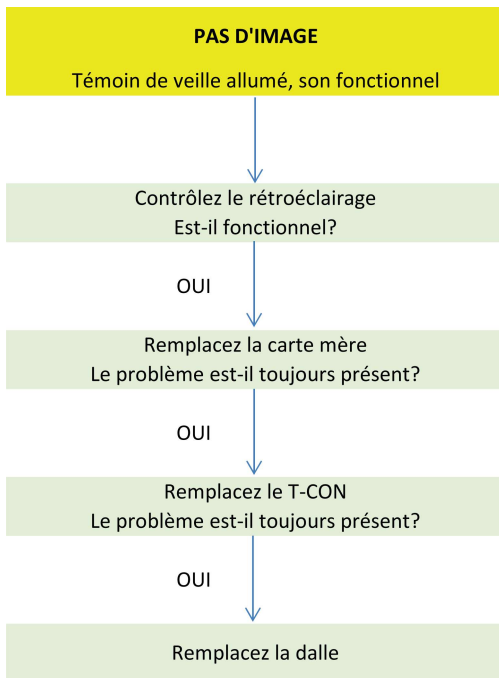 PAS D'IMAGE
Témoin de veille allumé, son fonctionnel
Contrôlez le rétroéclairage
Est-il fonctionnel?
OUI
Remplacez la carte mère
Le problème est-il toujours présent?
OUI
Remplacez le T-CON
Le problème est-il toujours présent?
OUI
Remplacez la dalle